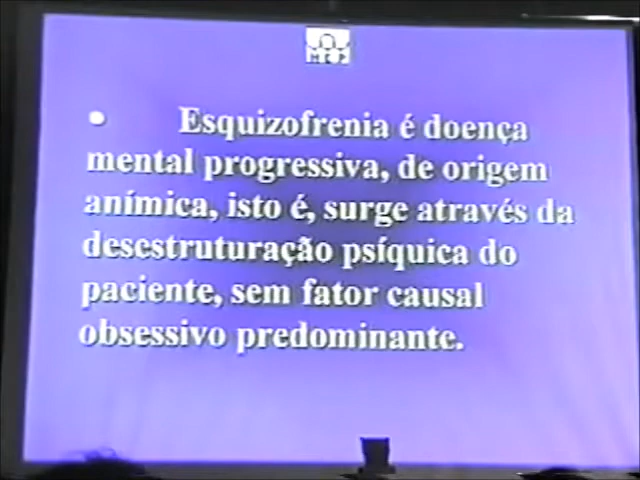 • Esquizofrenia é doença
mental progressiva, de origem
anímica, isto é, surge através da
desestruturação psíquica do
paciente, sem fator causal
obsessivo predominante.